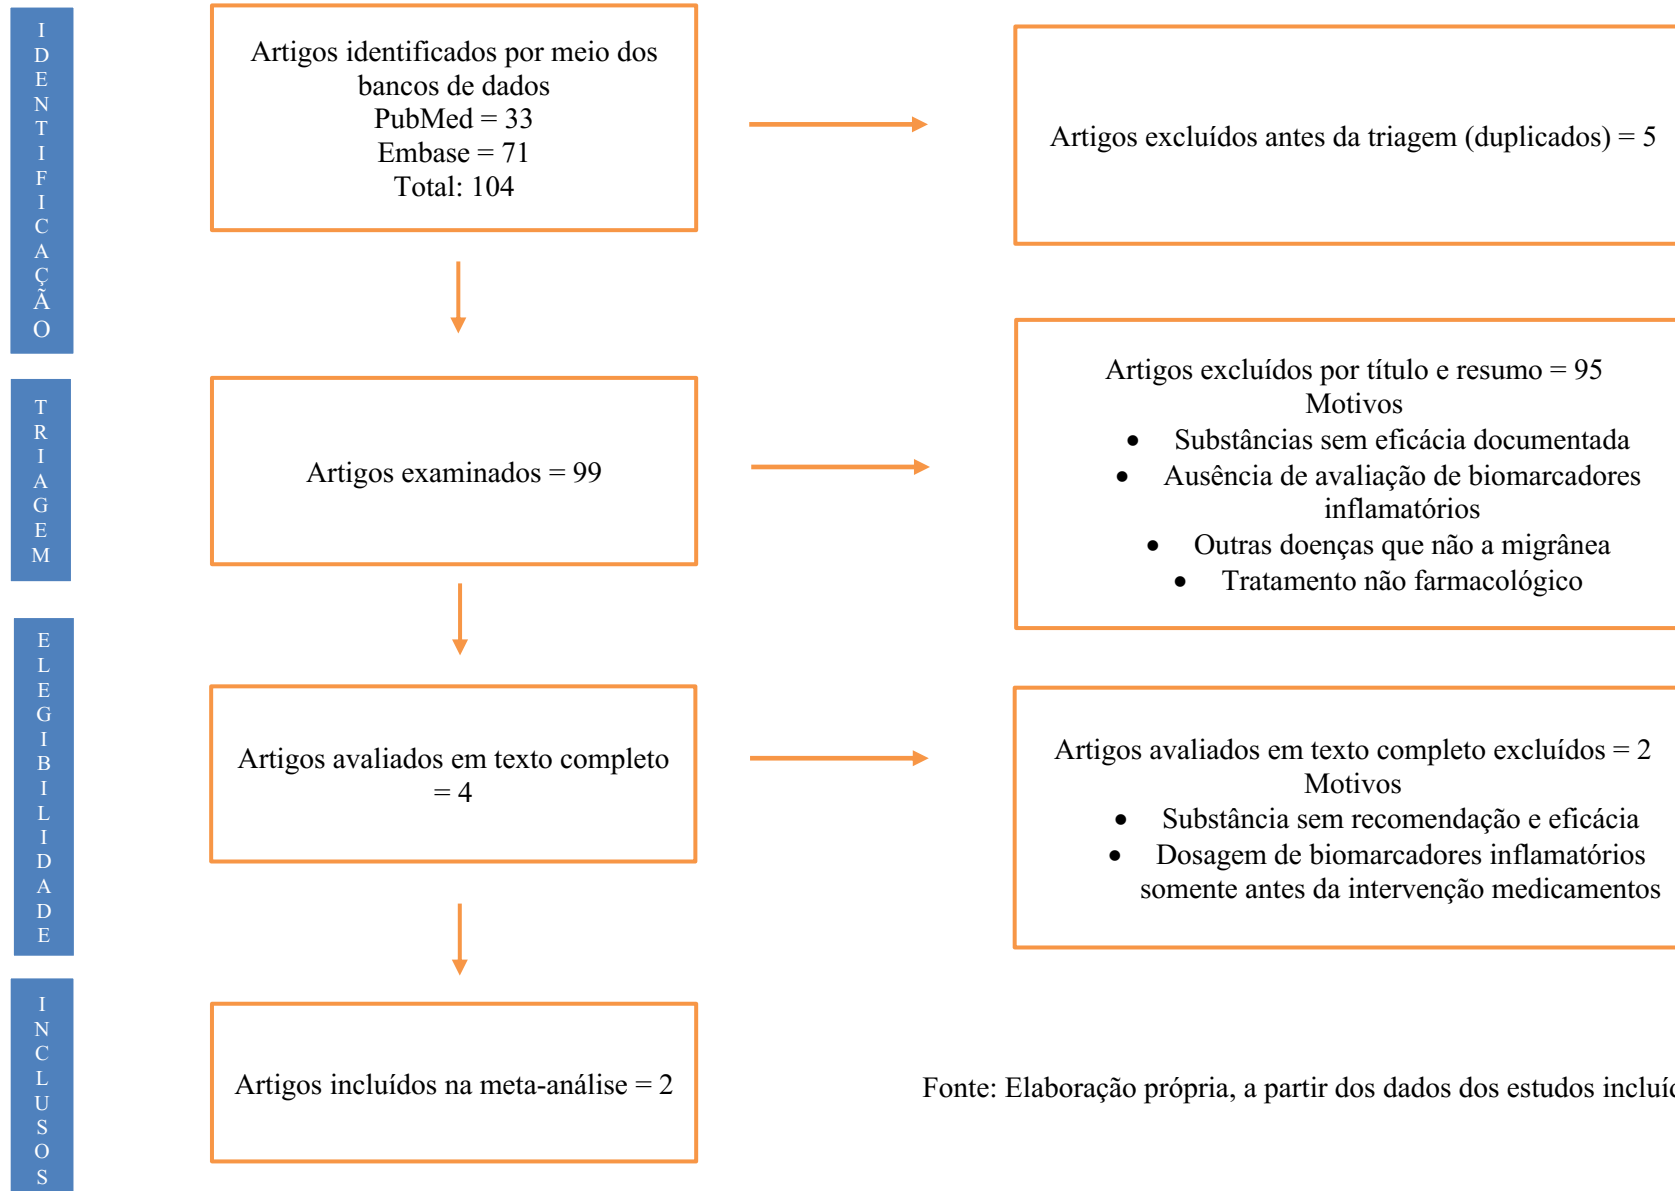 IDENTIFICAÇÃO
Artigos identificados por meio dos
bancos de dados
PubMed = 33
Embase = 71
Total: 104
Artigos excluídos antes da triagem (duplicados) = 5
TRIAGEM
Artigos examinados = 99
Artigos excluídos por título e resumo = 95
Motivos
• Substâncias sem eficácia documentada
• Ausência de avaliação de biomarcadores
inflamatórios
• Outras doenças que não a migrânea
• Tratamento não farmacológico
ELEGIBILIDADE
Artigos avaliados em texto completo
= 4
Artigos avaliados em texto completo excluídos = 2
Motivos
• Substância sem recomendação e eficácia
• Dosagem de biomarcadores inflamatórios
somente antes da intervenção medicamentos
INCLUSOS
Artigos incluídos na meta-análise = 2
Fonte: Elaboração própria, a partir dos dados dos estudos incluíd